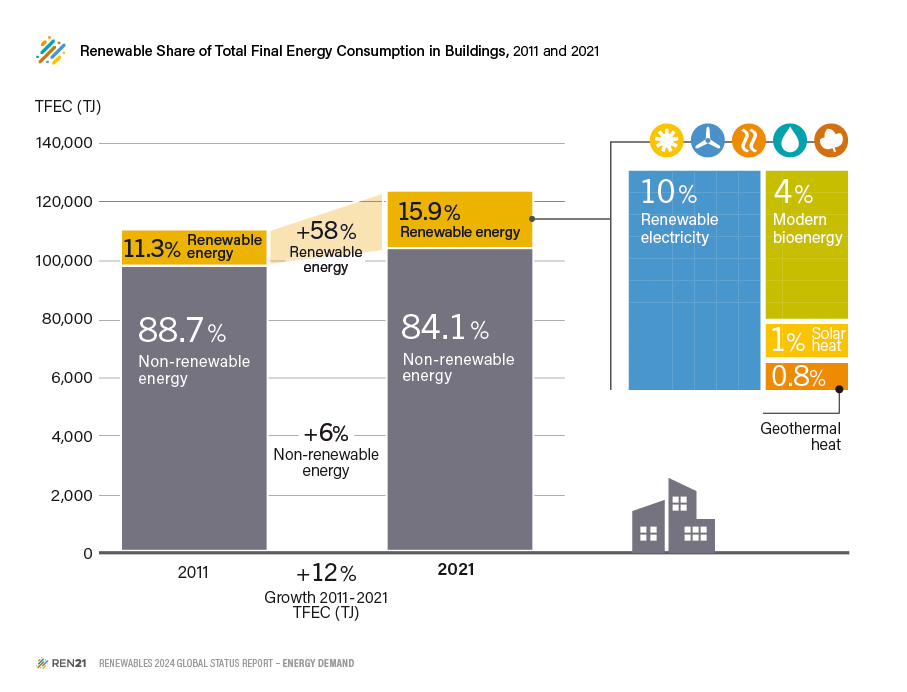 Renewable Share of Total Final Energy Consumption in Buildings, 2011 and 2021
TFEC (TJ)
140,000
120,000
100,000
80,000
6,000
4,000
2,000
0
11.3%
Renewable
energy
88.7%
Non-renewable
energy
+58%
Renewable
energy
+6%
Non-renewable
energy
15.9%
Renewable energy
84.1%
Non-renewable
energy
2011
+12%
Growth 2011-2021
TFEC (TJ)
2021
10%
Renewable
electricity
4%
Modern
bioenergy
1%
Solar
heat
0.8%
Geothermal
heat
REN21 RENEWABLES 2024 GLOBAL STATUS REPORT – ENERGY DEMAND